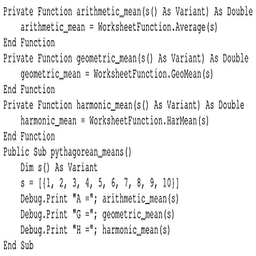 Private Function arithmetic_mean(s() As Variant) As Double
    arithmetic_mean = WorksheetFunction.Average(s)
End Function
Private Function geometric_mean(s() As Variant) As Double
    geometric_mean = WorksheetFunction.GeoMean(s)
End Function
Private Function harmonic_mean(s() As Variant) As Double
    harmonic_mean = WorksheetFunction.HarMean(s)
End Function
Public Sub pythagorean_means()
    Dim s() As Variant
    s = [{1, 2, 3, 4, 5, 6, 7, 8, 9, 10}]
    Debug.Print "A ="; arithmetic_mean(s)
    Debug.Print "G ="; geometric_mean(s)
    Debug.Print "H ="; harmonic_mean(s)
End Sub